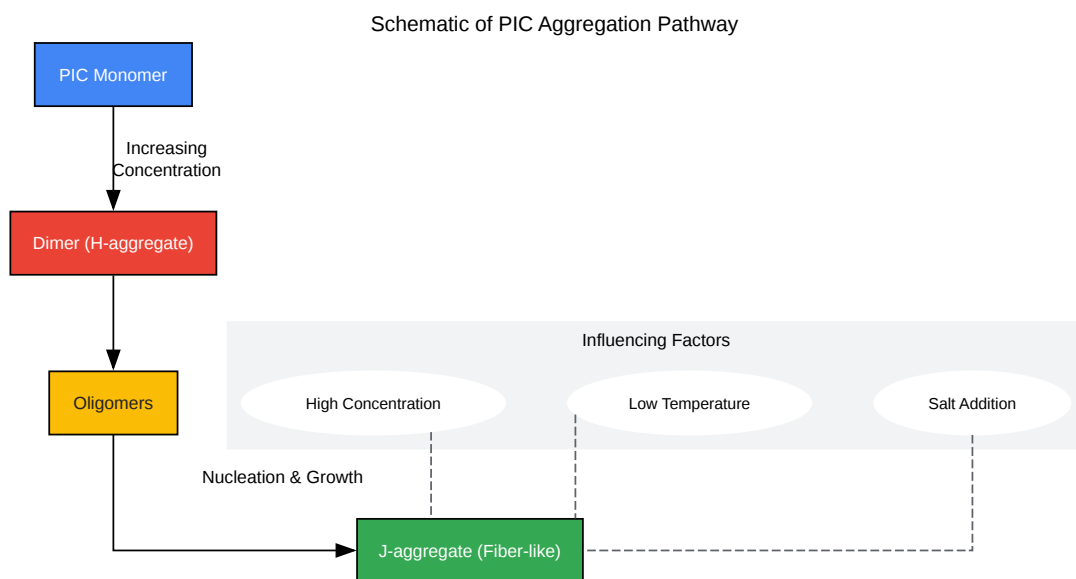 Schematic of PIC Aggregation Pathway
PIC Monomer
Increasing
Concentration
Dimer (H-aggregate)
Influencing Factors
Oligomers
High Concentration
Low Temperature
Salt Addition
Nucleation & Growth
J-aggregate (Fiber-like)